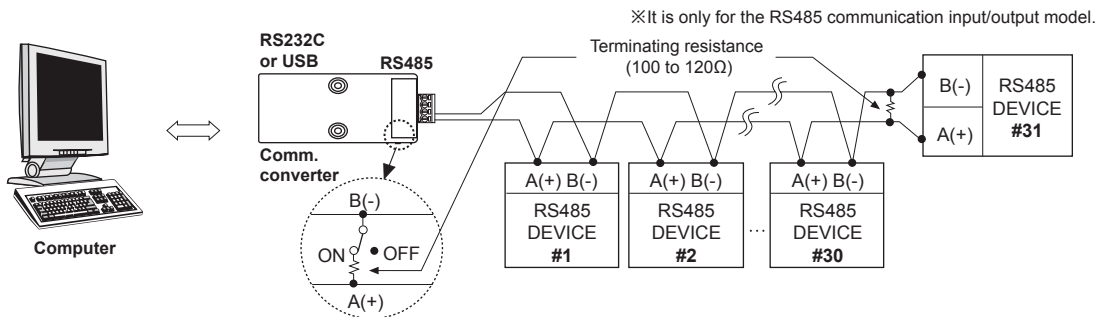 ※It is only for the RS485 communication input/output model.
RS232C
or USB
RS485
Terminating resistance
(100 to 120Ω)
B(-)
A(+)
RS485
DEVICE
#31
Comm.
converter
Computer
B(-)
ON
OFF
A(+)
A(+) B(-)
RS485
DEVICE
#1
A(+) B(-)
RS485
DEVICE
#2
...
A(+) B(-)
RS485
DEVICE
#30